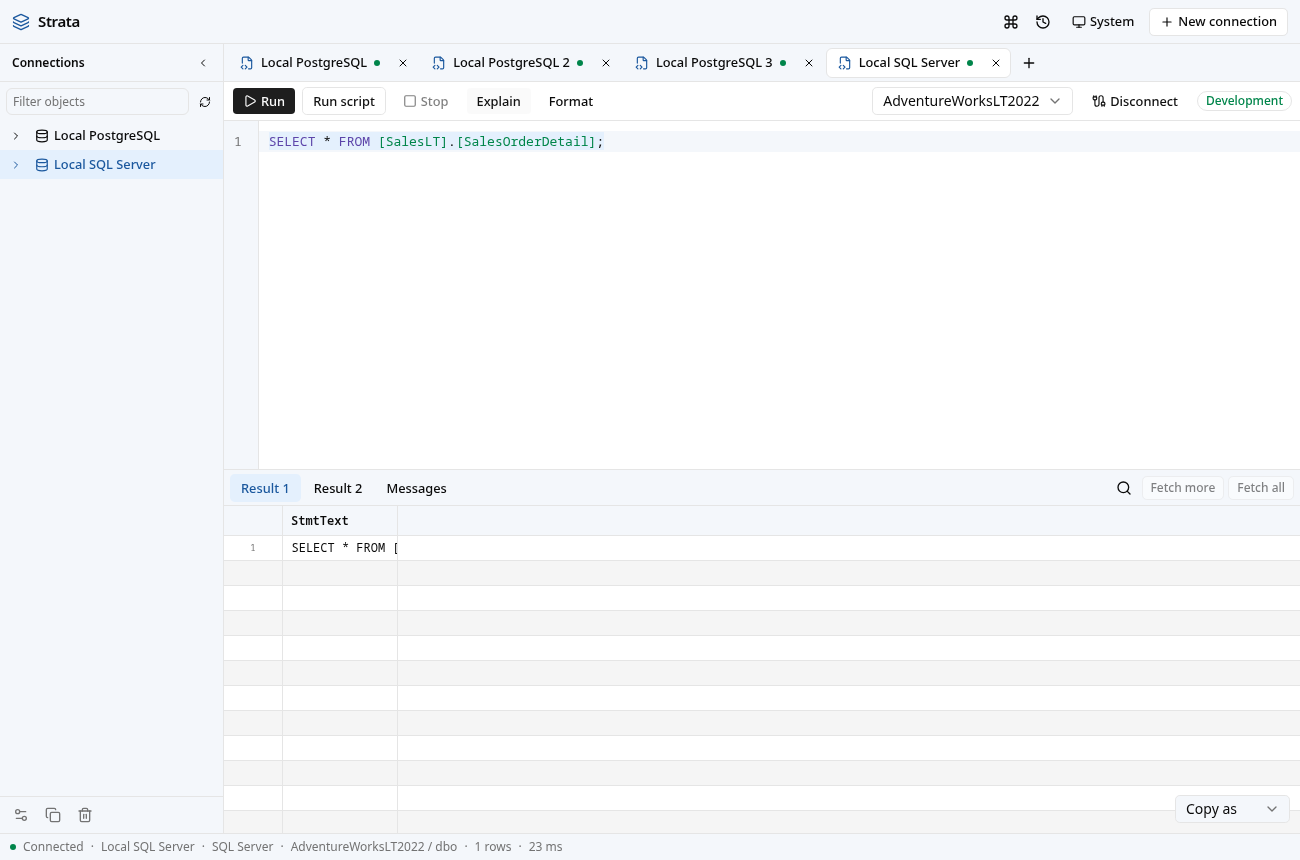 Strata
System
New connection
Connections
Local PostgreSQL
Local PostgreSQL 2
Local PostgreSQL 3
Local SQL Server
Filter objects
Run
Run script
Stop
Explain
Format
AdventureWorksLT2022
Disconnect
Development
Local PostgreSQL
Local SQL Server
1
SELECT * FROM [SalesLT].[SalesOrderDetail];
Result 1
Result 2
Messages
Fetch more
Fetch all
StmtText
1
SELECT * FROM [
Copy as
Connected · Local SQL Server · SQL Server · AdventureWorksLT2022 / dbo · 1 rows · 23 ms